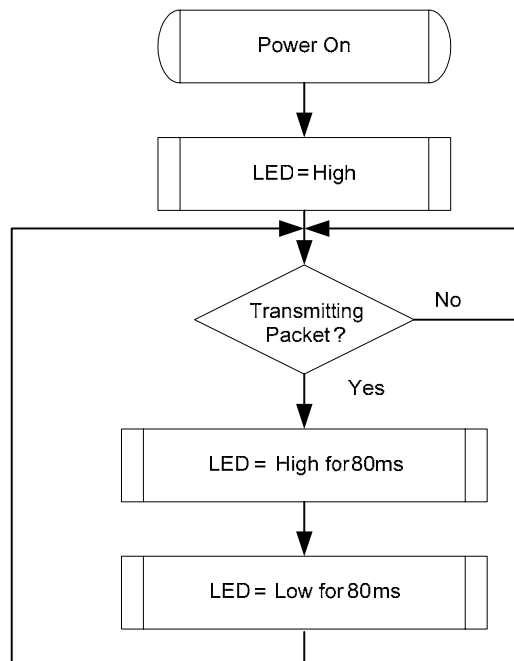 Power On
LED = High
Transmitting
Packet ?
No
Yes
LED = High for 80ms
LED = Low for 80ms